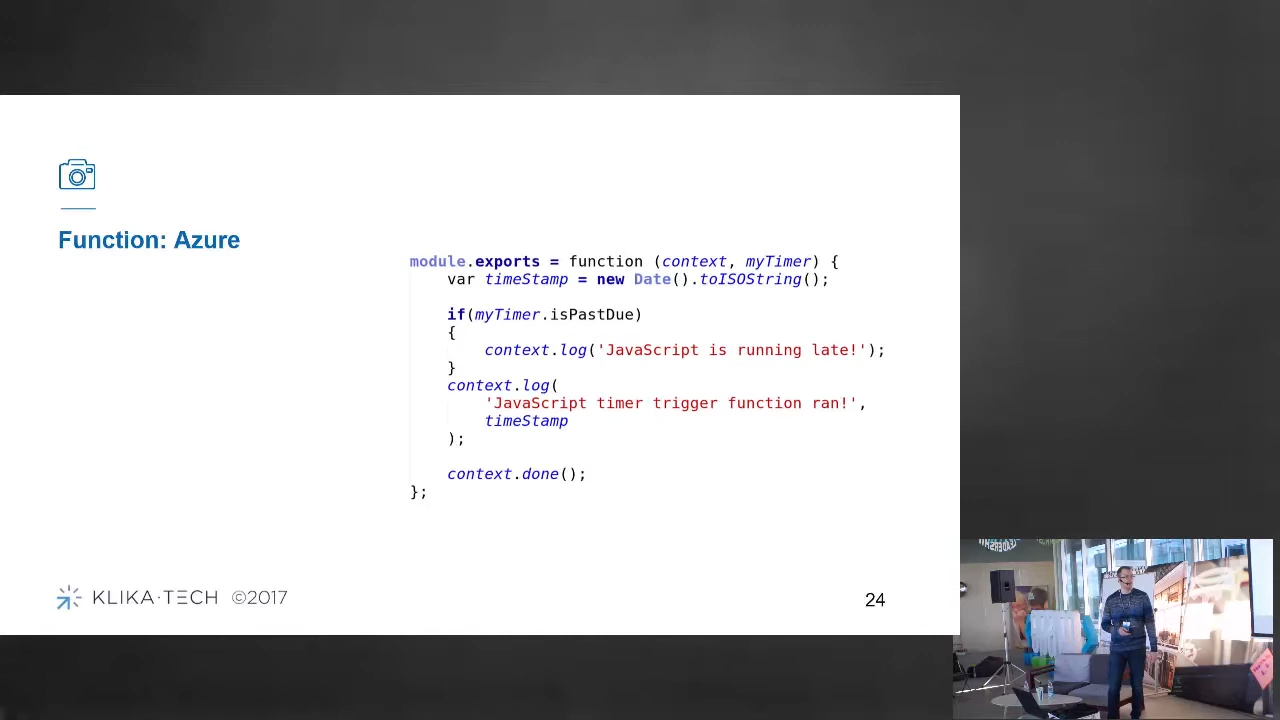 Function: Azure
module.exports = function (context, myTimer) {
    var timeStamp = new Date().toISOString();

    if(myTimer.isPastDue)
    {
        context.log('JavaScript is running late!');
    }
    context.log(
        'JavaScript timer trigger function ran!',
        timeStamp
    );

    context.done();
};
KLIKA·TECH ©2017
24